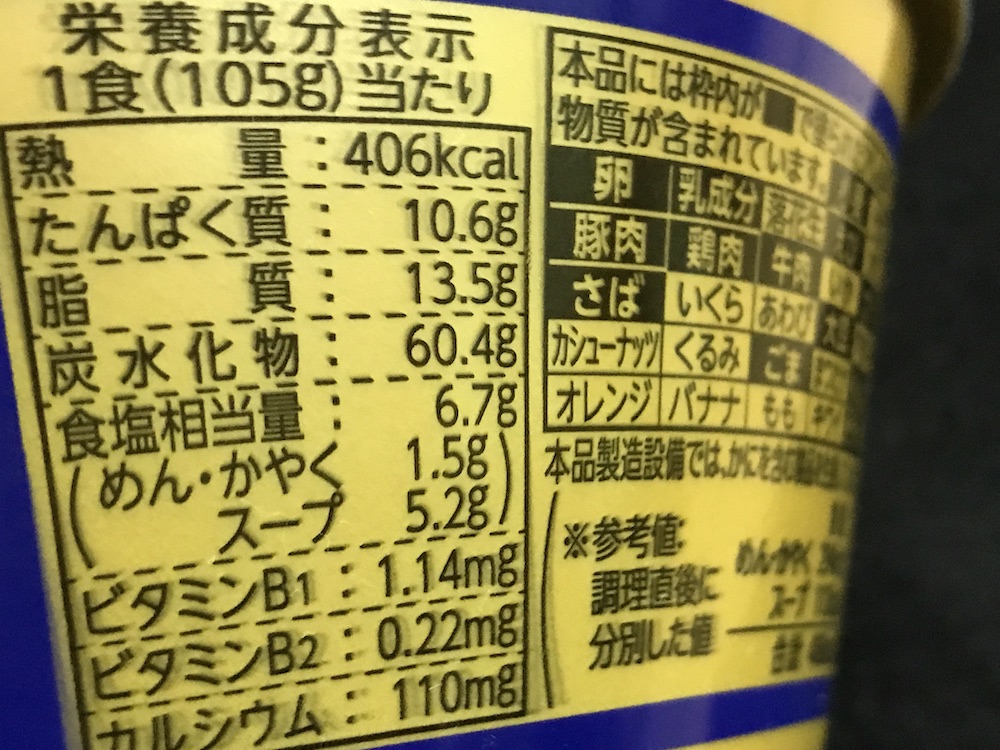 栄養成分表示
1食(105g)当たり
熱量:406kcal
たんぱく質:10.6g
脂質:13.5g
炭水化物:60.4g
食塩相当量:6.7g
(めん・かやく 1.5g)
(スープ 5.2g)
ビタミンB1:1.14mg
ビタミンB2:0.22mg
カルシウム:110mg
本品には枠内が■で
物質が含まれています。
卵 乳成分 落花生
豚肉 鶏肉 牛肉
さば いくら あわび
カシューナッツ くるみ ごま
オレンジ バナナ もも
本品製造設備では、かにを含む
※参考値:
調理直後に
分別した値
めん・かやく
スープ